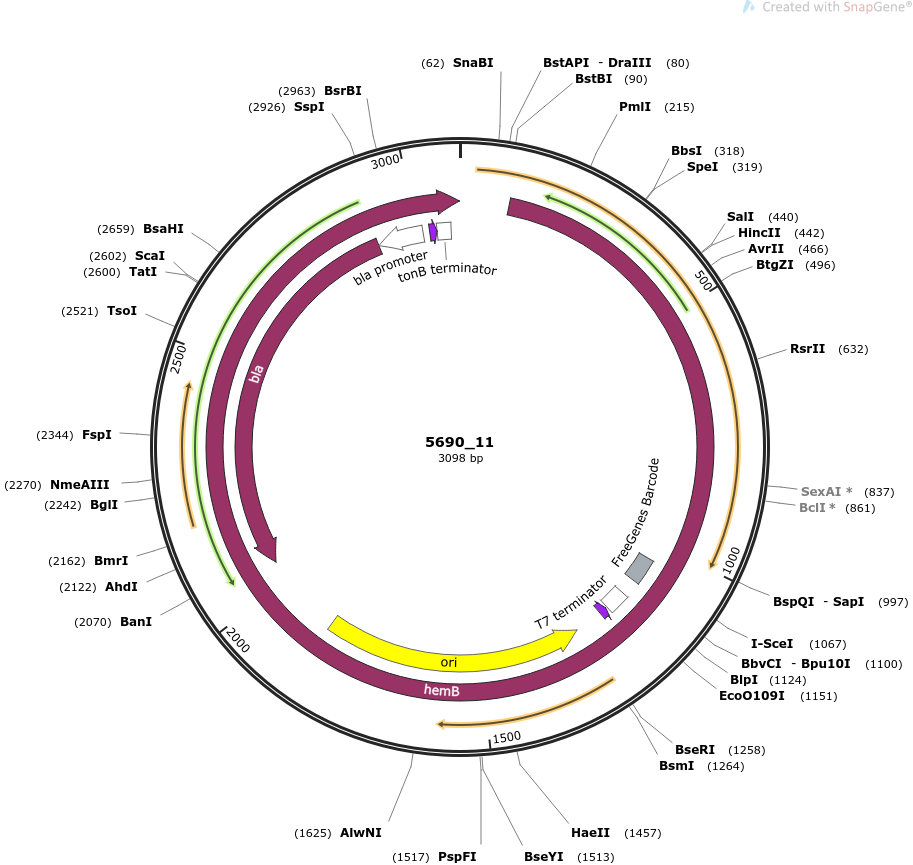 Created with SnapGene®
(62) SnaBI
BstAPI - DraIII (80)
BstBI (90)
(2963) BsrBI
(2926) SspI
PmlI (215)
3000
BbsI (318)
SpeI (319)
SalI (440)
HincII (442)
AvrII (466)
BtgZI (496)
500
(2659) BsaHI
(2602) ScaI
(2600) TatI
(2521) TsoI
2500
bla promoter
tonB terminator
bla
RsrII (632)
(2344) FspI
5690_11
3098 bp
FreeGenes Barcode
(2270) NmeAIII
(2242) BglI
SexAI * (837)
BclI * (861)
(2162) BmrI
(2122) AhdI
(2070) BanI
1000
T7 terminator
BspQI - SapI (997)
2000
I-SceI (1067)
BbvCI - Bpu10I (1100)
BlpI (1124)
EcoO109I (1151)
ori
hemB
1500
BseRI (1258)
BsmI (1264)
(1625) AlwNI
HaeII (1457)
(1517) PspFI
BseYI (1513)